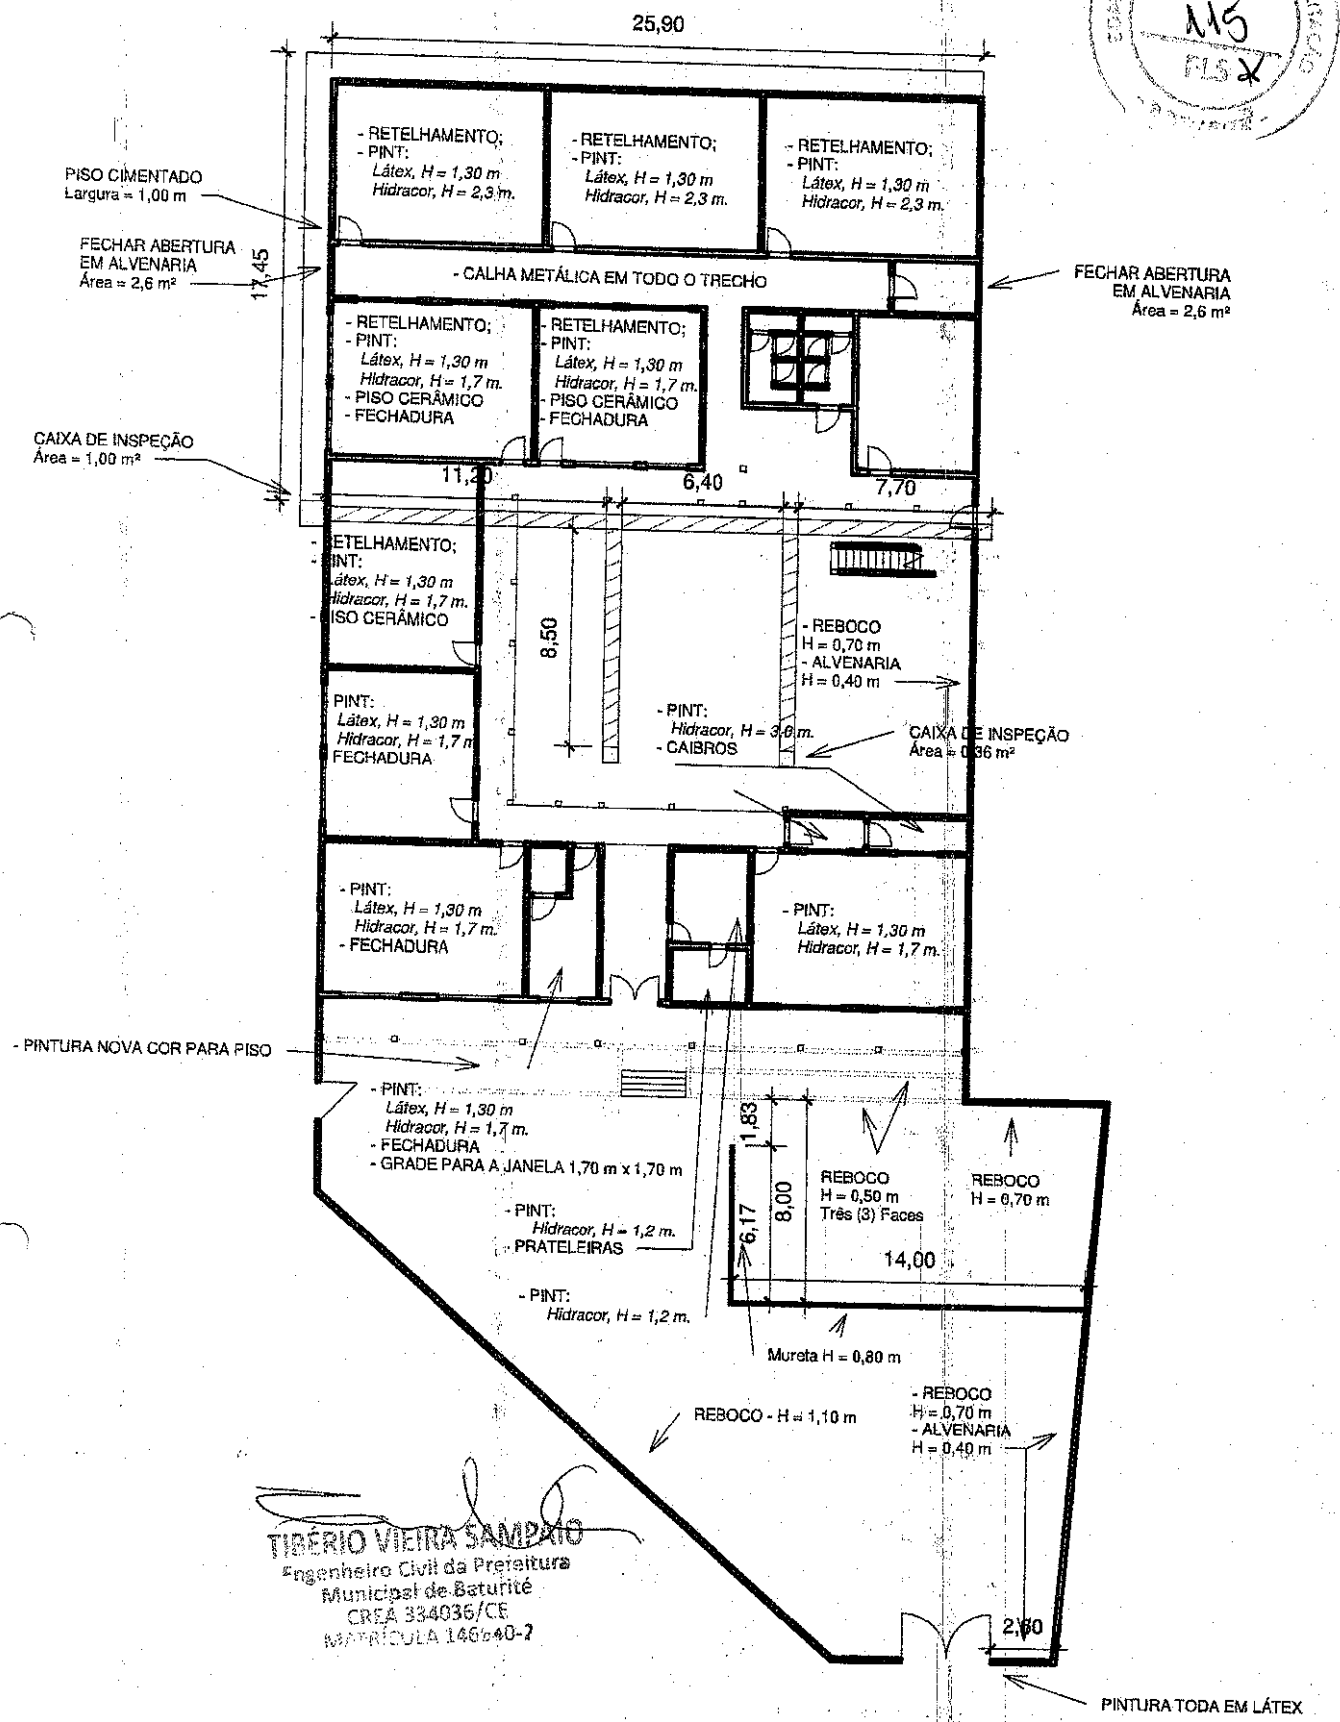 25,90
115
FLS
- RETELHAMENTO;
- PINT:
Látex, H = 1,30 m
Hidracor, H = 2,3 m.
- RETELHAMENTO;
- PINT:
Látex, H = 1,30 m
Hidracor, H = 2,3 m.
- RETELHAMENTO;
- PINT:
Látex, H = 1,30 m
Hidracor, H = 2,3 m.
PISO CIMENTADO
Largura = 1,00 m
FECHAR ABERTURA
EM ALVENARIA
Área = 2,6 m²
17,45
- CALHA METÁLICA EM TODO O TRECHO
FECHAR ABERTURA
EM ALVENARIA
Área = 2,6 m²
- RETELHAMENTO;
- PINT:
Látex, H = 1,30 m
Hidracor, H = 1,7 m.
- PISO CERÂMICO
- FECHADURA
- RETELHAMENTO;
- PINT:
Látex, H = 1,30 m
Hidracor, H = 1,7 m.
- PISO CERÂMICO
- FECHADURA
CAIXA DE INSPEÇÃO
Área = 1,00 m²
11,20
6,40
7,70
- RETELHAMENTO;
- PINT:
Látex, H = 1,30 m
Hidracor, H = 1,7 m.
- PISO CERÂMICO
8,50
- REBOCO
H = 0,70 m
- ALVENARIA
H = 0,40 m
PINT:
Látex, H = 1,30 m
Hidracor, H = 1,7 m
FECHADURA
- PINT:
Hidracor, H = 3,0 m.
- CAIBROS
CAIXA DE INSPEÇÃO
Área = 0,36 m²
- PINT:
Látex, H = 1,30 m
Hidracor, H = 1,7 m.
- FECHADURA
- PINT:
Látex, H = 1,30 m
Hidracor, H = 1,7 m.
- PINTURA NOVA COR PARA PISO
- PINT:
Látex, H = 1,30 m
Hidracor, H = 1,7 m.
- FECHADURA
- GRADE PARA A JANELA 1,70 m x 1,70 m
1,83
6,17
8,00
REBOCO
H = 0,50 m
Três (3) Faces
REBOCO
H = 0,70 m
- PINT:
Hidracor, H = 1,2 m.
- PRATELEIRAS
14,00
- PINT:
Hidracor, H = 1,2 m.
Mureta H = 0,80 m
REBOCO - H = 1,10 m
- REBOCO
H = 0,70 m
- ALVENARIA
H = 0,40 m
TIBÉRIO VIEIRA SAMPAIO
Engenheiro Civil da Prefeitura
Municipal de Baturité
CREA 334036/CE
MATRÍCULA
2,60
PINTURA TODA EM LÁTEX